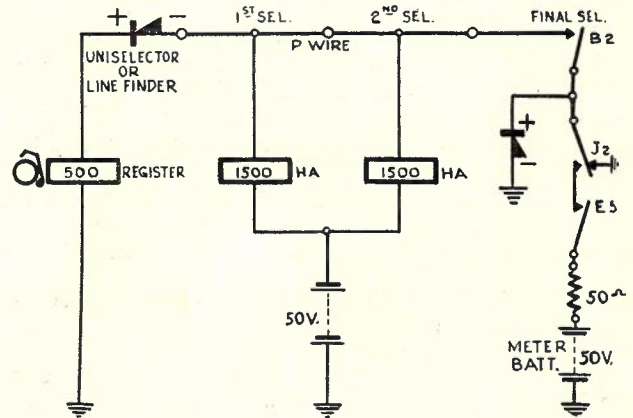 + −
1ST SEL.
2ND SEL.
FINAL SEL.
B2
P WIRE
UNISELECTOR
OR
LINE FINDER
+
−
J2
500
REGISTER
1500
HA
1500
HA
E5
50Ω
50V.
METER
BATT.
50V.